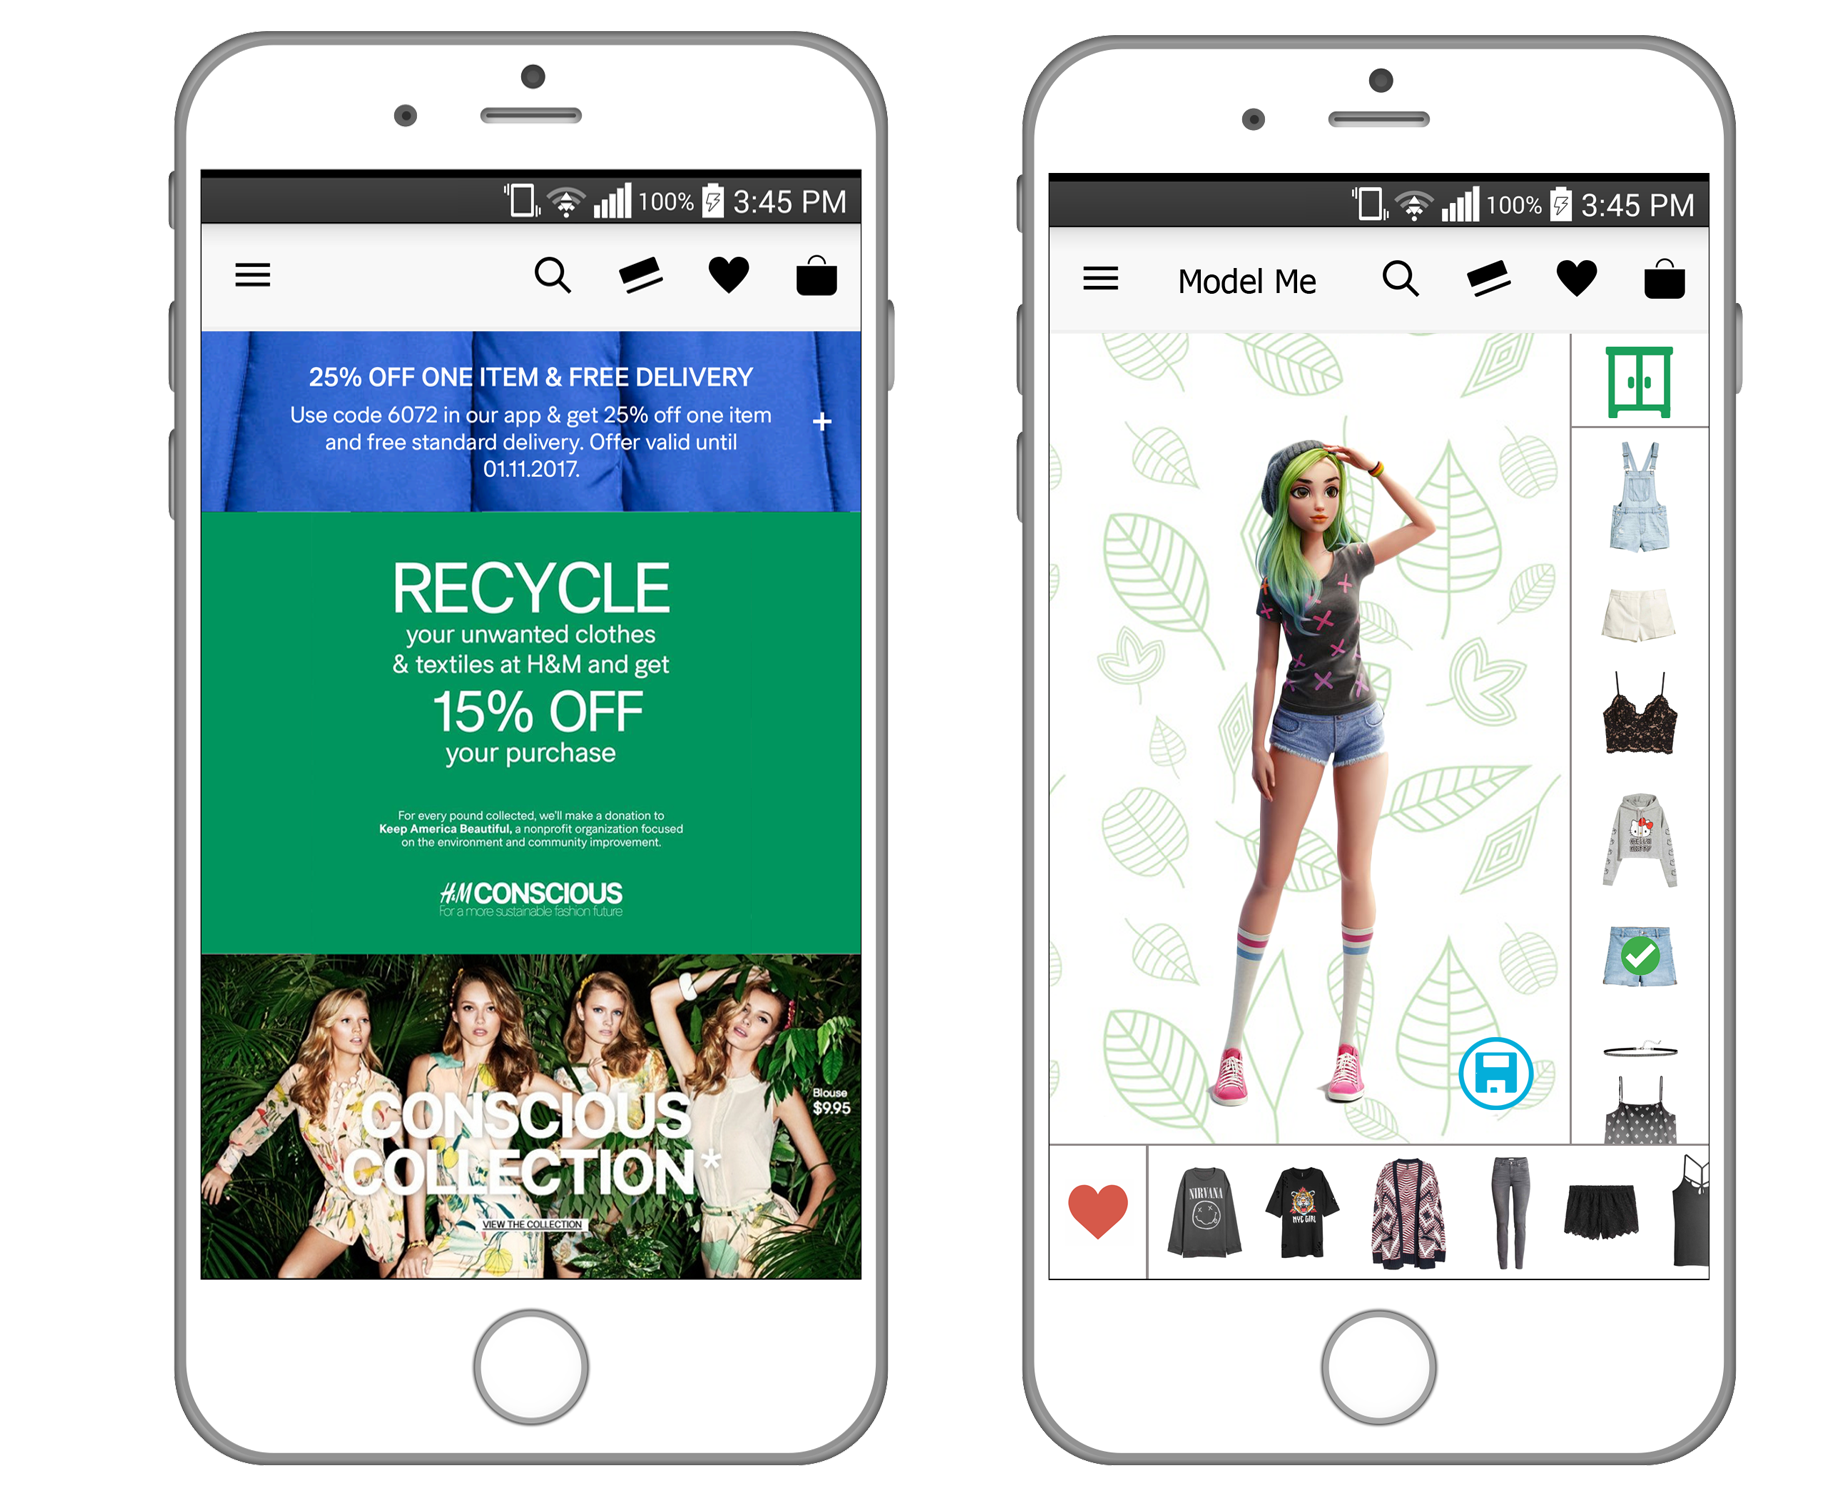 100% 3:45 PM
25% OFF ONE ITEM & FREE DELIVERY
Use code 6072 in our app & get 25% off one item
and free standard delivery. Offer valid until
01.11.2017.
+
RECYCLE
your unwanted clothes
& textiles at H&M and get
15% OFF
your purchase
For every pound collected, we'll make a donation to
Keep America Beautiful, a nonprofit organization focused
on the environment and community improvement.
H&M CONSCIOUS
For a more sustainable fashion future
Blouse
$9.95
CONSCIOUS
COLLECTION*
VIEW THE COLLECTION
100% 3:45 PM
Model Me
NIRVANA
NYC GIRL